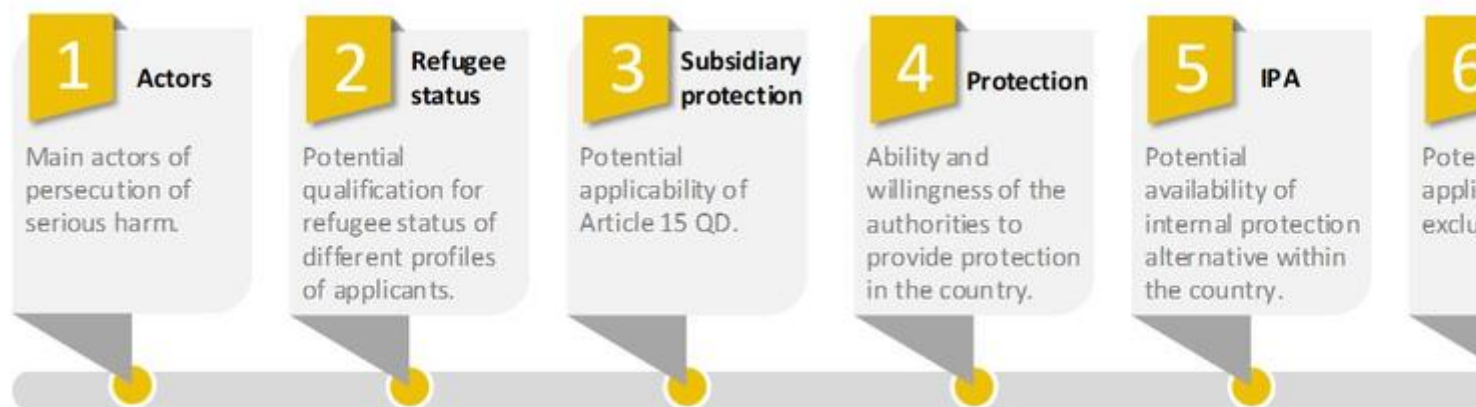 1
Actors
Main actors of
persecution of
serious harm.
2
Refugee
status
Potential
qualification for
refugee status of
different profiles
of applicants.
3
Subsidiary
protection
Potential
applicability of
Article 15 QD.
4
Protection
Ability and
willingness of the
authorities to
provide protection
in the country.
5
IPA
Potential
availability of
internal protection
alternative within
the country.
6